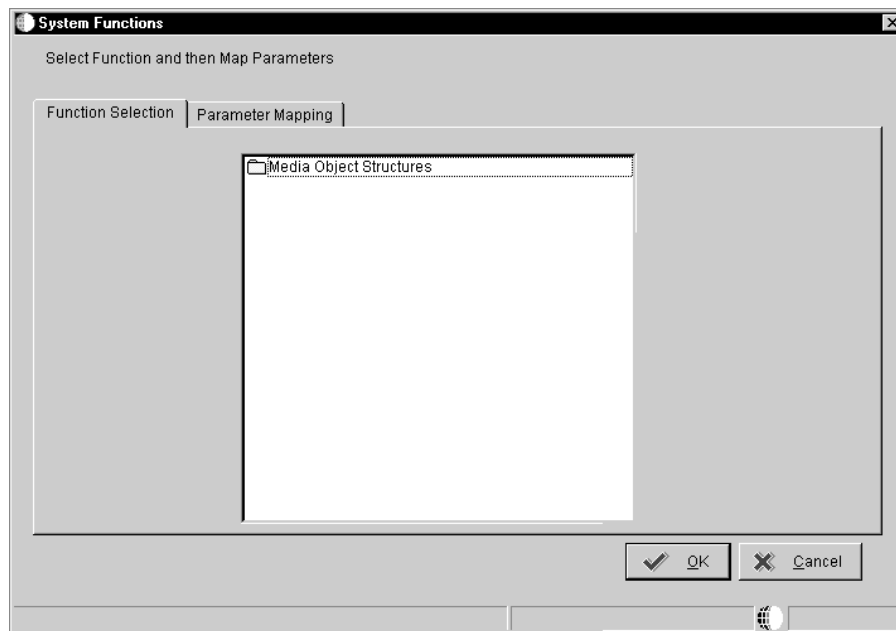 System Functions
Select Function and then Map Parameters
Function Selection
Parameter Mapping
Media Object Structures
OK
Cancel